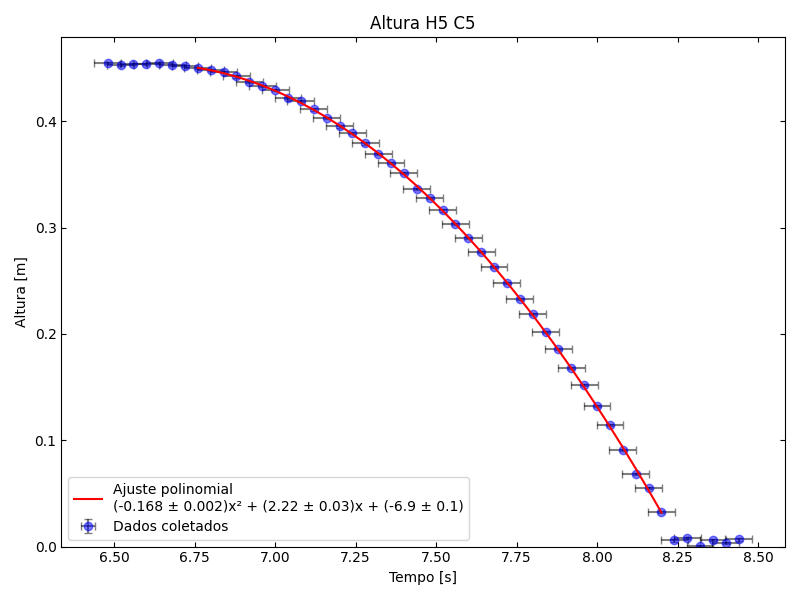 Altura H5 C5
Altura [m]
0.4
0.3
0.2
0.1
0.0
Ajuste polinomial
(-0.168 ± 0.002)x² + (2.22 ± 0.03)x + (-6.9 ± 0.1)
Dados coletados
6.50 6.75 7.00 7.25 7.50 7.75 8.00 8.25 8.50
Tempo [s]